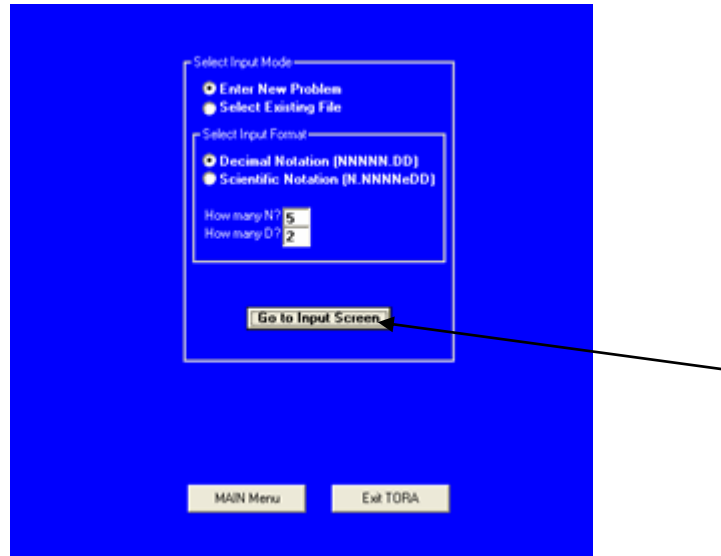 Select Input Mode
Enter New Problem
Select Existing File
Select Input Format
Decimal Notation (NNNNN.DD)
Scientific Notation (N.NNNNeDD)
How many N? 5
How many D? 2
Go to Input Screen
MAIN Menu Exit TORA